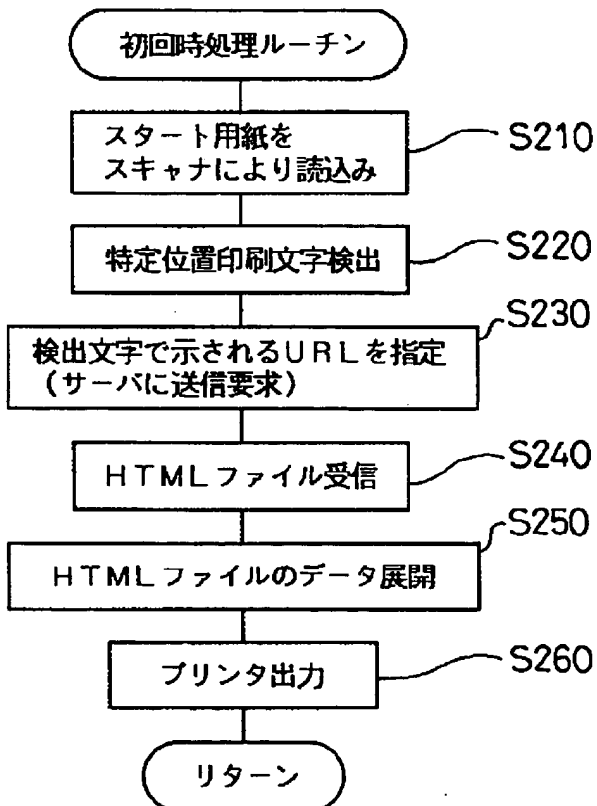 初回時処理ルーチン
スタート用紙を
スキャナにより読込み
S210
特定位置印刷文字検出
S220
S230
検出文字で示されるURLを指定
(サーバに送信要求)
S240
HTMLファイル受信
S250
HTMLファイルのデータ展開
S260
プリンタ出力
リターン